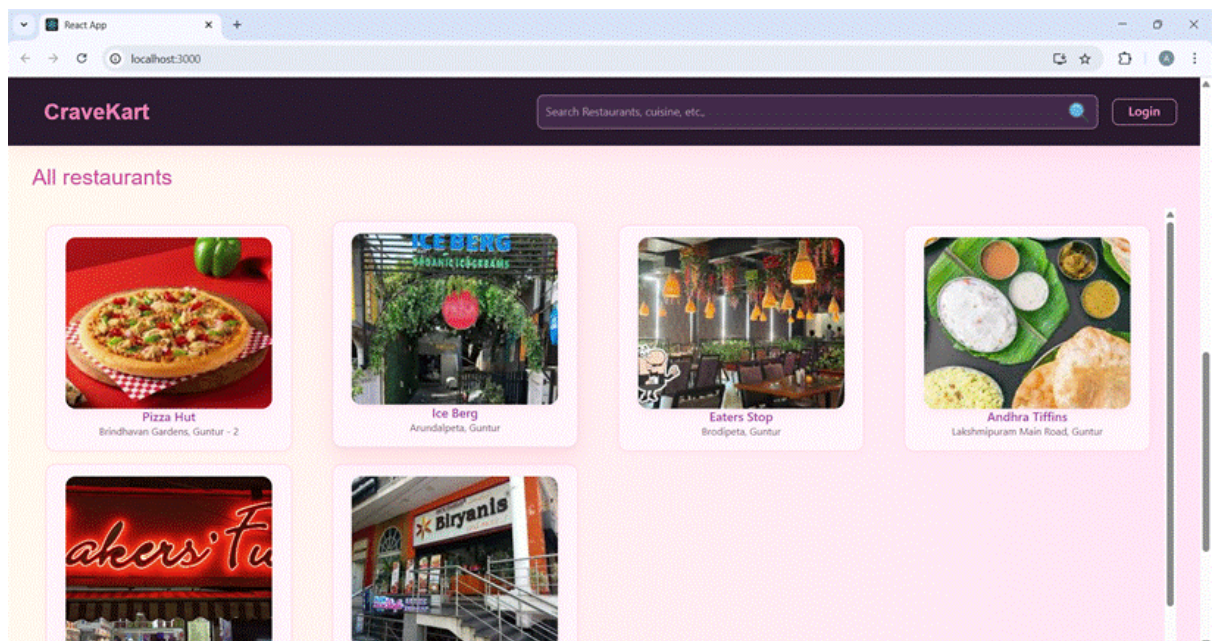 React App
localhost:3000
A
CraveKart
Search Restaurants, cuisine, etc.,
Login
All restaurants
ICE BERG
ORGANIC ICE CREAMS
Pizza Hut
Brindhavan Gardens, Guntur - 2
Ice Berg
Arundalpeta, Guntur
Eaters Stop
Brodipeta, Guntur
Andhra Tiffins
Lakshmipuram Main Road, Guntur
akers' Fu
Biryanis